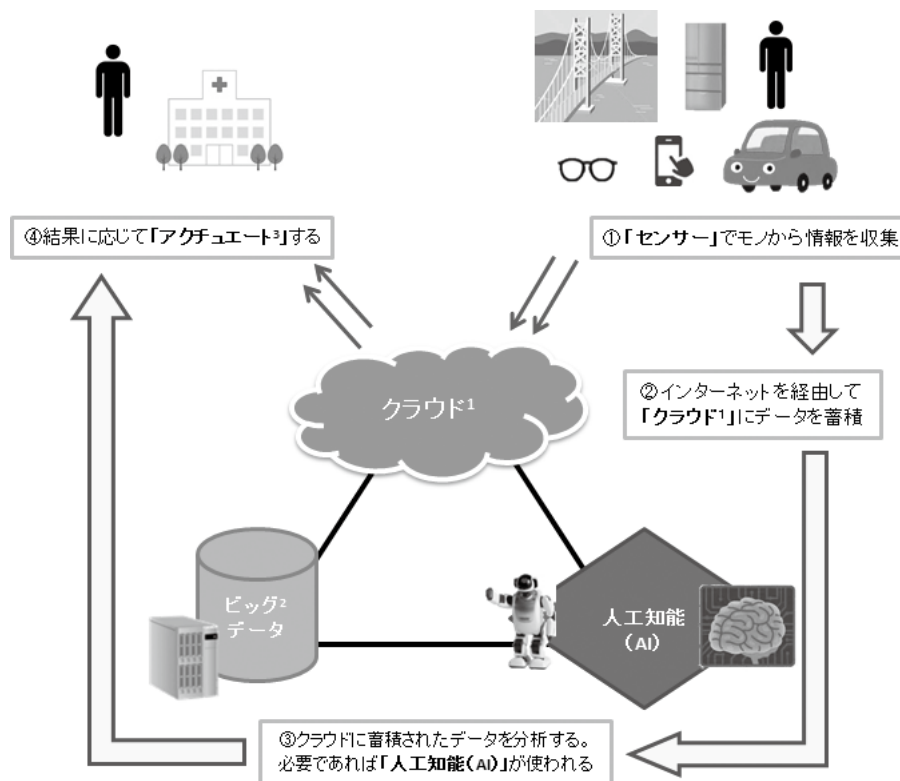 ④結果に応じて「アクチュエート³」する
①「センサー」でモノから情報を収集
②インターネットを経由して
「クラウド¹」にデータを蓄積
クラウド¹
ビッグ²
データ
人工知能
(AI)
③クラウドに蓄積されたデータを分析する。
必要であれば「人工知能(AI)」が使われる